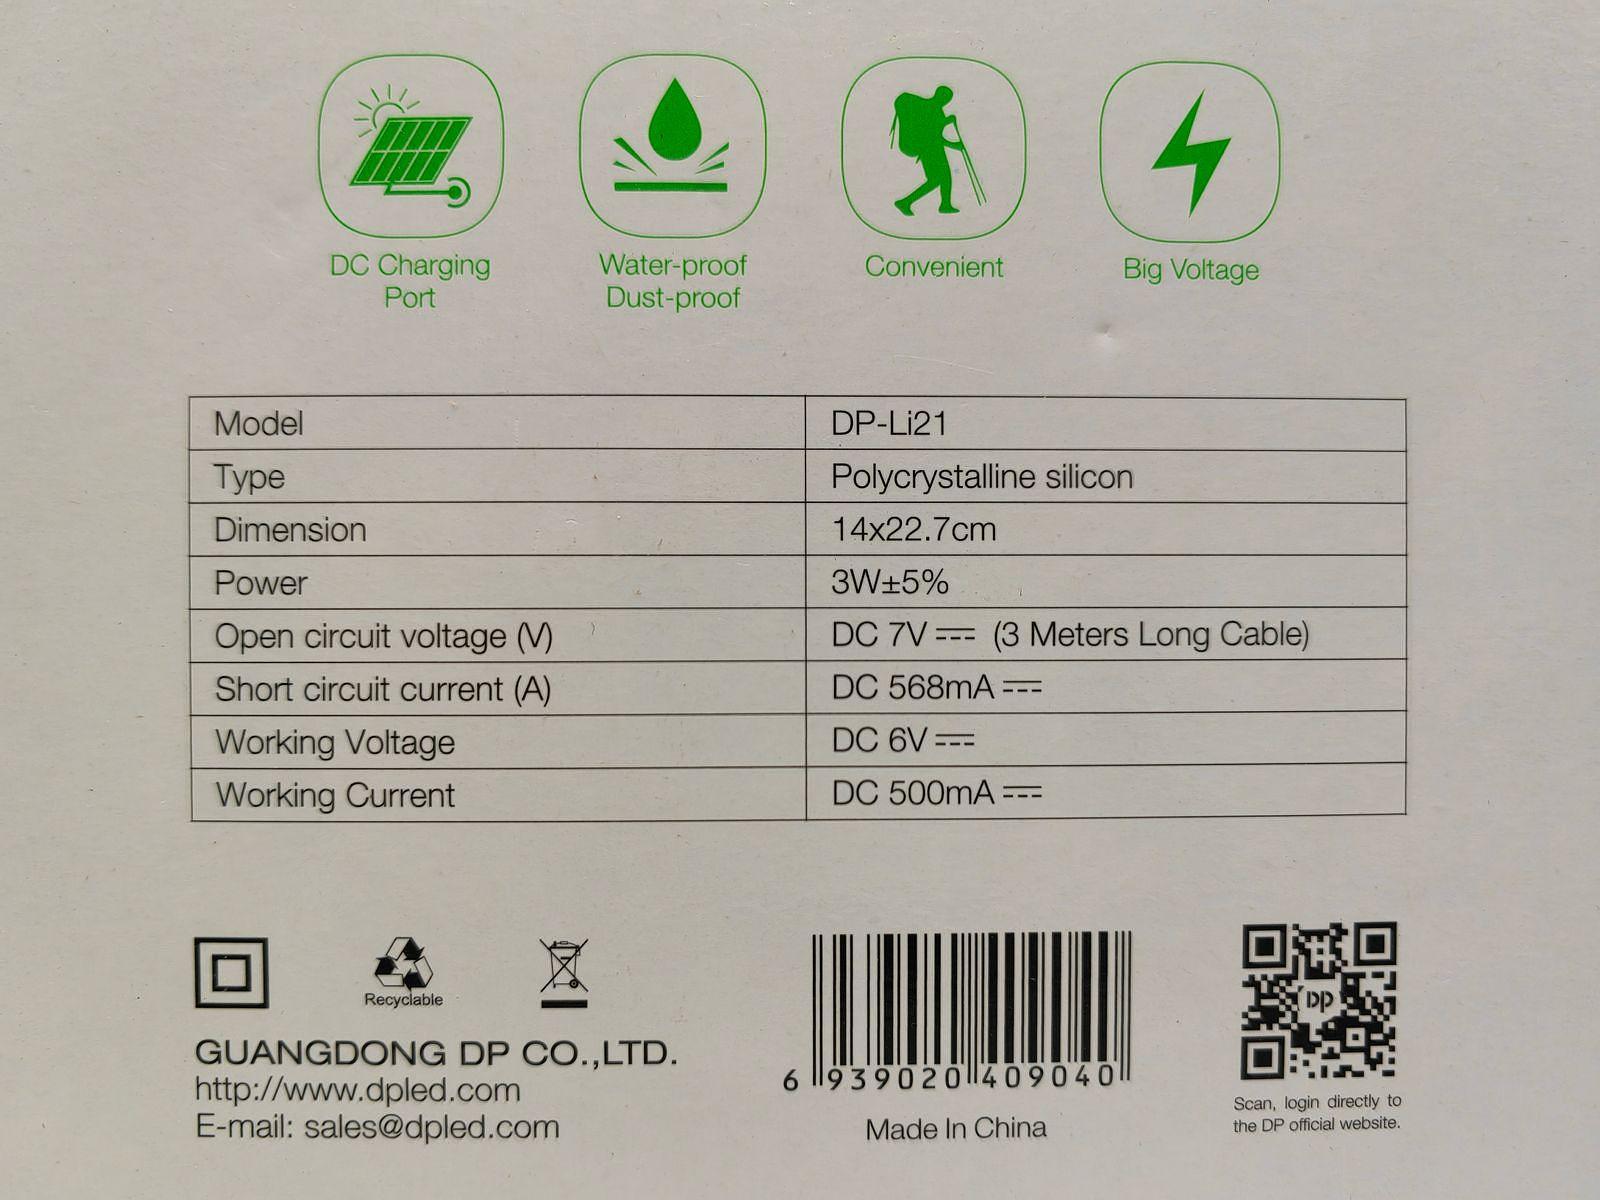 DC Charging
Port
Water-proof
Dust-proof
Convenient
Big Voltage
Model DP-Li21
Type Polycrystalline silicon
Dimension 14x22.7cm
Power 3W±5%
Open circuit voltage (V) DC 7V⎓ (3 Meters Long Cable)
Short circuit current (A) DC 568mA⎓
Working Voltage DC 6V⎓
Working Current DC 500mA⎓
Recyclable
GUANGDONG DP CO.,LTD.
http://www.dpled.com
E-mail: sales@dpled.com
6 939020 409040
Made In China
DP
Scan, login directly to
the DP official website.